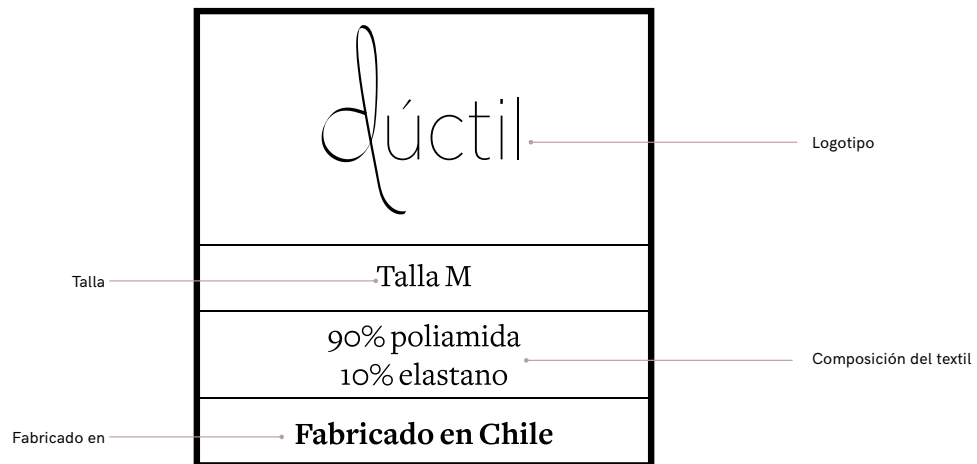 dúctil
Logotipo
Talla
Talla M
90% poliamida
Composición del textil
10% elastano
Fabricado en
Fabricado en Chile